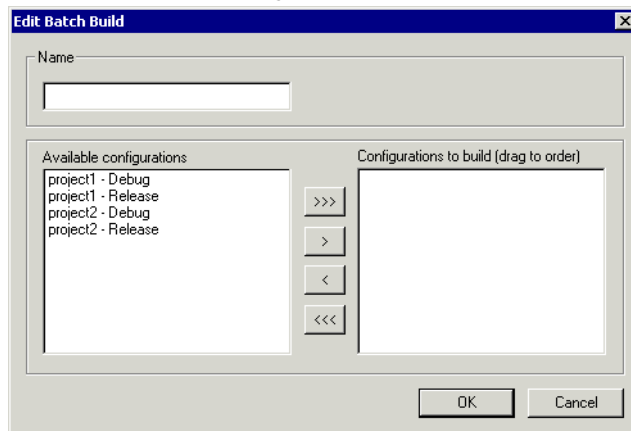 Edit Batch Build
Name
Available configurations
Configurations to build (drag to order)
project1 - Debug
project1 - Release
project2 - Debug
project2 - Release
>>>
>
<
<<<
OK
Cancel